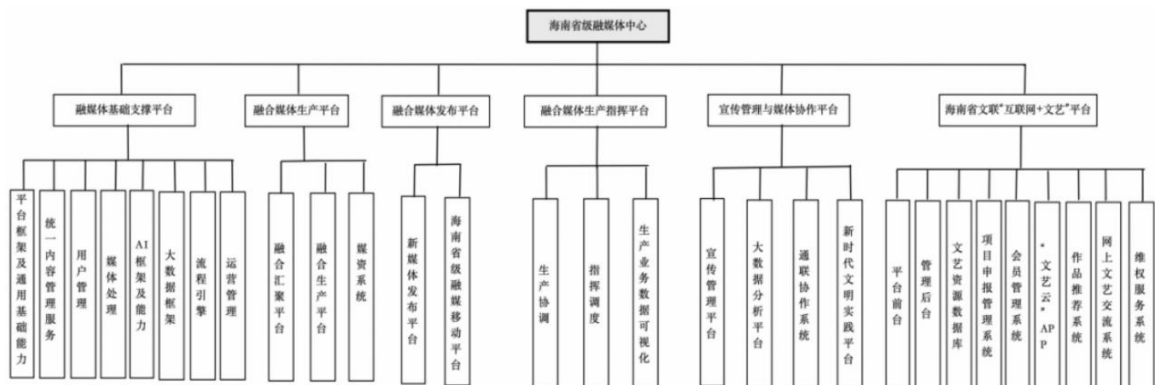 海南省级融媒体中心
融媒体基础支撑平台
融合媒体生产平台
融合媒体发布平台
融合媒体生产指挥平台
宣传管理与媒体协作平台
海南省文联“互联网+文艺”平台
平台框架及通用基础能力
统一内容管理服务
用户管理
媒体处理
AI框架及能力
大数据框架
流程引擎
运营管理
融合汇聚平台
融合生产平台
媒资系统
新媒体发布平台
海南省级融媒移动平台
生产协调
指挥调度
生产业务数据可视化
宣传管理平台
大数据分析平台
通联协作系统
新时代文明实践平台
平台前台
管理后台
文艺资源数据库
项目申报管理系统
会员管理系统
“文艺云”APP
作品推荐系统
网上文艺交流系统
维权服务系统